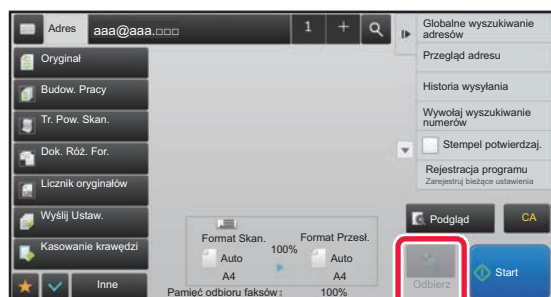 Adres aaa@aaa.□□□ 1 +
Oryginał
Budow. Pracy
Tr. Pow. Skan.
Dok. Róż. For.
Licznik oryginałów
Wyślij Ustaw.
Kasowanie krawędzi
Inne
Format Skan.
100%
Format Przesł.
Auto
A4
Auto
A4
Pamięć odbioru faksów : 100%
Globalne wyszukiwanie
adresów
Przegląd adresu
Historia wysyłania
Wywołaj wyszukiwanie
numerów
Stempel potwierdzaj.
Rejestracja programu
Zarejestruj bieżące ustawienia
Podgląd
CA
Odbierz
Start